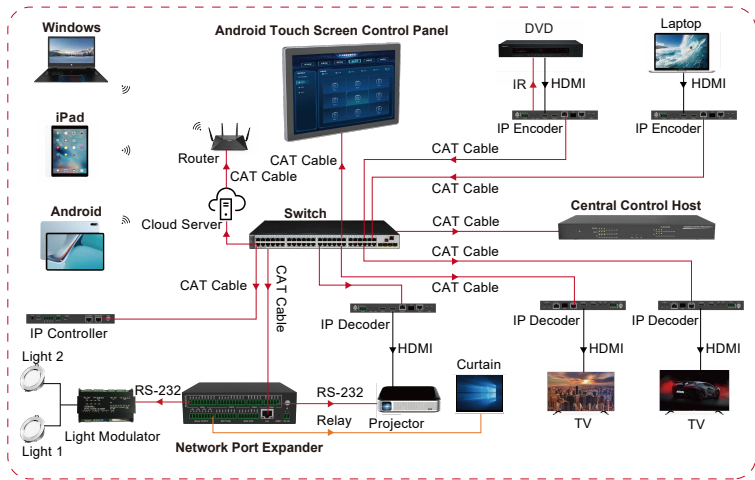 Windows
Android Touch Screen Control Panel
DVD
Laptop
IR
HDMI
HDMI
iPad
IP Encoder
IP Encoder
Router
CAT Cable
CAT Cable
CAT Cable
CAT Cable
Android
Cloud Server
Switch
CAT Cable
Central Control Host
CAT Cable
CAT Cable
CAT Cable
CAT Cable
IP Controller
IP Decoder
IP Decoder
IP Decoder
HDMI
HDMI
HDMI
Light 2
Curtain
RS-232
RS-232
Light Modulator
Relay
Projector
TV
TV
Light 1
Network Port Expander